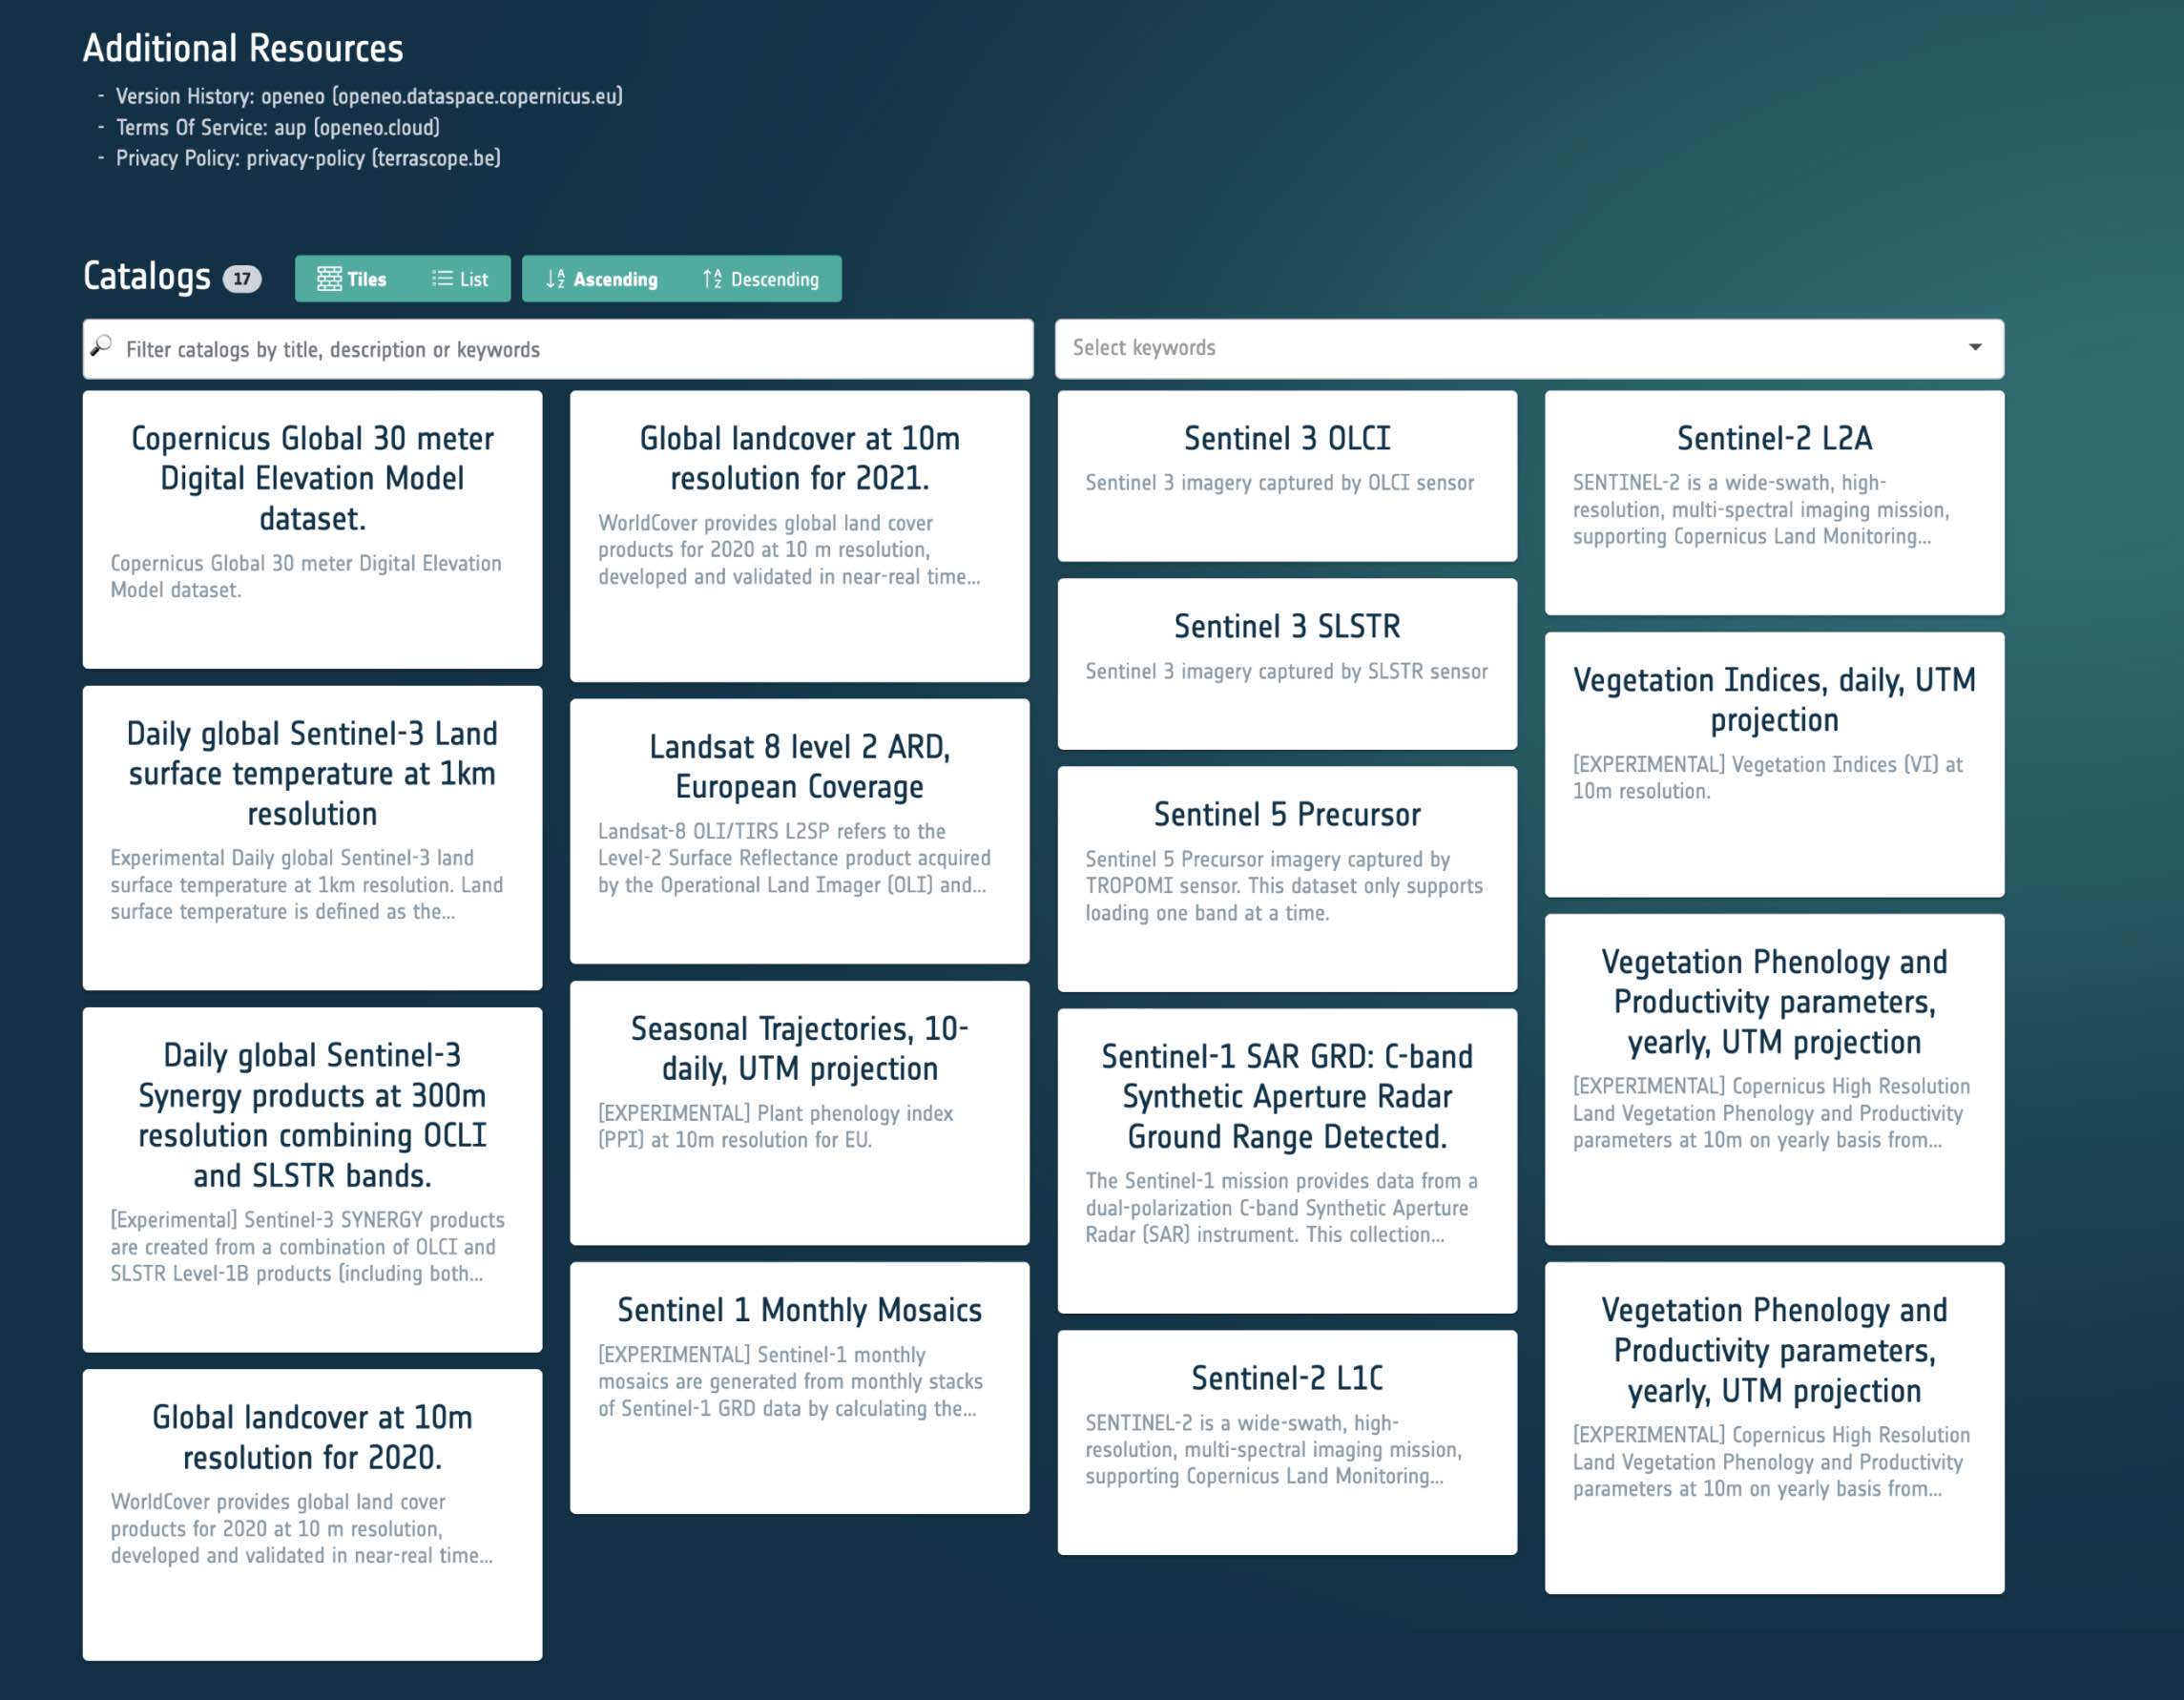 Additional Resources
- Version History: openeo (openeo.dataspace.copernicus.eu)
- Terms Of Service: aup (openeo.cloud)
- Privacy Policy: privacy-policy (terrascope.be)
Catalogs 17 Tiles List Ascending Descending
Filter catalogs by title, description or keywords
Select keywords
Copernicus Global 30 meter
Digital Elevation Model
dataset.
Copernicus Global 30 meter Digital Elevation
Model dataset.
Daily global Sentinel-3 Land
surface temperature at 1km
resolution
Experimental Daily global Sentinel-3 land
surface temperature at 1km resolution. Land
surface temperature is defined as the...
Daily global Sentinel-3
Synergy products at 300m
resolution combining OCLI
and SLSTR bands.
[Experimental] Sentinel-3 SYNERGY products
are created from a combination of OLCI and
SLSTR Level-1B products (including both...
Global landcover at 10m
resolution for 2020.
WorldCover provides global land cover
products for 2020 at 10 m resolution,
developed and validated in near-real time...
Global landcover at 10m
resolution for 2021.
WorldCover provides global land cover
products for 2020 at 10 m resolution,
developed and validated in near-real time...
Landsat 8 level 2 ARD,
European Coverage
Landsat-8 OLI/TIRS L2SP refers to the
Level-2 Surface Reflectance product acquired
by the Operational Land Imager (OLI) and...
Seasonal Trajectories, 10-
daily, UTM projection
[EXPERIMENTAL] Plant phenology index
(PPI) at 10m resolution for EU.
Sentinel 1 Monthly Mosaics
[EXPERIMENTAL] Sentinel-1 monthly
mosaics are generated from monthly stacks
of Sentinel-1 GRD data by calculating the...
Sentinel 3 OLCI
Sentinel 3 imagery captured by OLCI sensor
Sentinel 3 SLSTR
Sentinel 3 imagery captured by SLSTR sensor
Sentinel 5 Precursor
Sentinel 5 Precursor imagery captured by
TROPOMI sensor. This dataset only supports
loading one band at a time.
Sentinel-1 SAR GRD: C-band
Synthetic Aperture Radar
Ground Range Detected.
The Sentinel-1 mission provides data from a
dual-polarization C-band Synthetic Aperture
Radar (SAR) instrument. This collection...
Sentinel-2 L1C
SENTINEL-2 is a wide-swath, high-
resolution, multi-spectral imaging mission,
supporting Copernicus Land Monitoring...
Sentinel-2 L2A
SENTINEL-2 is a wide-swath, high-
resolution, multi-spectral imaging mission,
supporting Copernicus Land Monitoring...
Vegetation Indices, daily, UTM
projection
[EXPERIMENTAL] Vegetation Indices (VI) at
10m resolution.
Vegetation Phenology and
Productivity parameters,
yearly, UTM projection
[EXPERIMENTAL] Copernicus High Resolution
Land Vegetation Phenology and Productivity
parameters at 10m on yearly basis from...
Vegetation Phenology and
Productivity parameters,
yearly, UTM projection
[EXPERIMENTAL] Copernicus High Resolution
Land Vegetation Phenology and Productivity
parameters at 10m on yearly basis from...